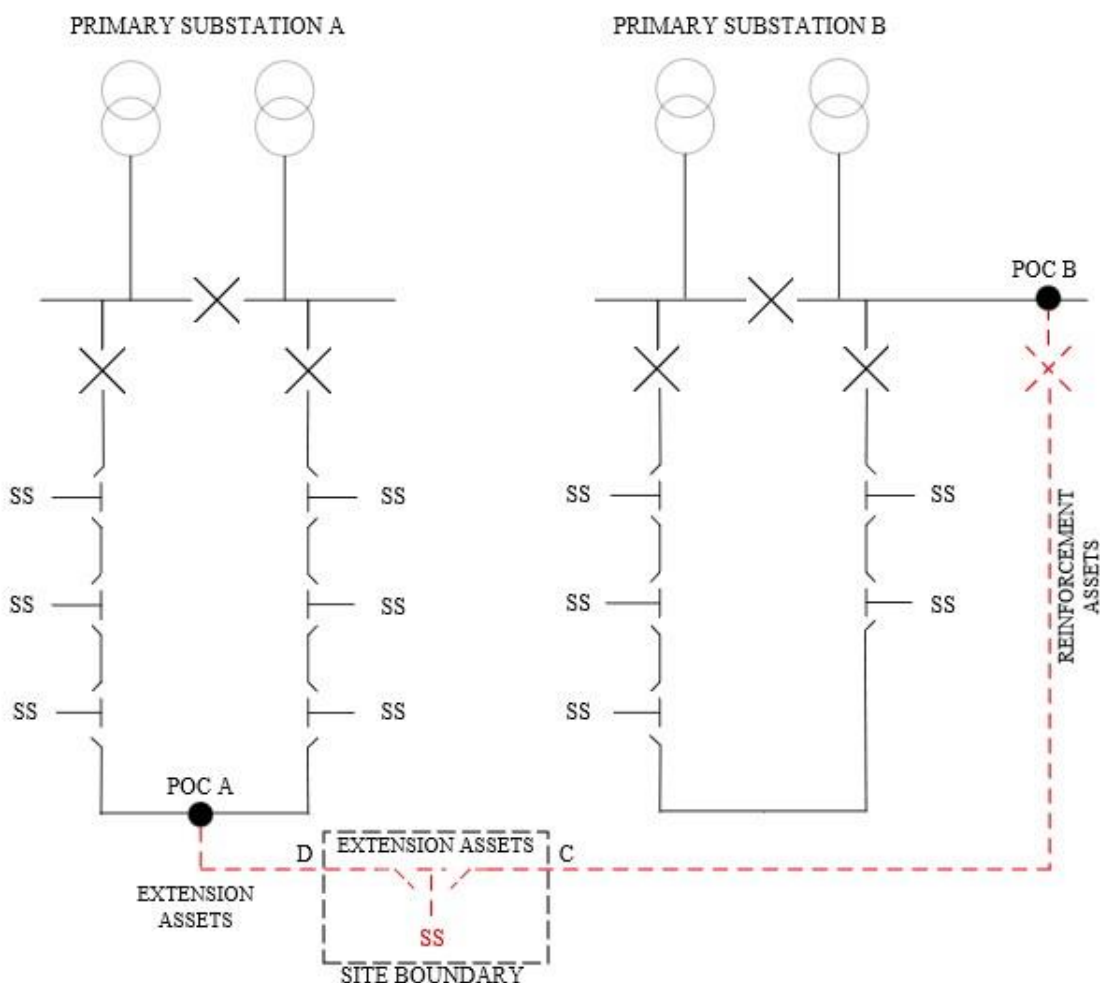 PRIMARY SUBSTATION A
PRIMARY SUBSTATION B
POC B
SS
SS
SS
SS
SS
SS
SS
SS
SS
SS
SS
REINFORCEMENT
ASSETS
POC A
D
EXTENSION ASSETS
C
EXTENSION
ASSETS
SS
SITE BOUNDARY